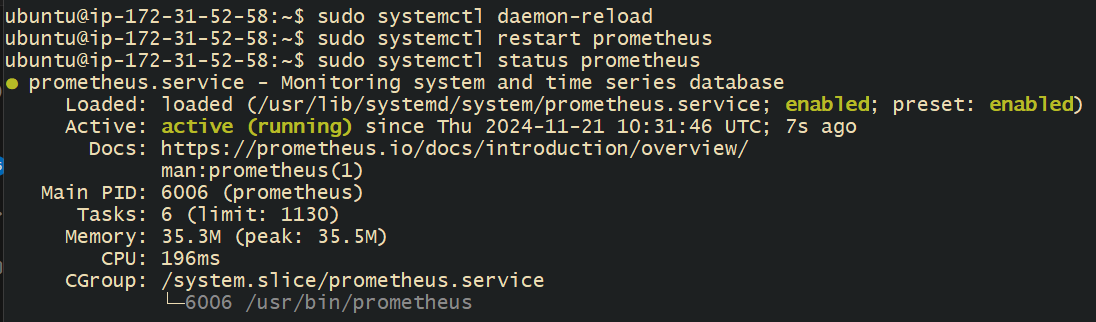 ubuntu@ip-172-31-52-58:~$ sudo systemctl daemon-reload
ubuntu@ip-172-31-52-58:~$ sudo systemctl restart prometheus
ubuntu@ip-172-31-52-58:~$ sudo systemctl status prometheus
● prometheus.service - Monitoring system and time series database
Loaded: loaded (/usr/lib/systemd/system/prometheus.service; enabled; preset: enabled)
Active: active (running) since Thu 2024-11-21 10:31:46 UTC; 7s ago
Docs: https://prometheus.io/docs/introduction/overview/
man:prometheus(1)
Main PID: 6006 (prometheus)
Tasks: 6 (limit: 1130)
Memory: 35.3M (peak: 35.5M)
CPU: 196ms
CGroup: /system.slice/prometheus.service
└─6006 /usr/bin/prometheus